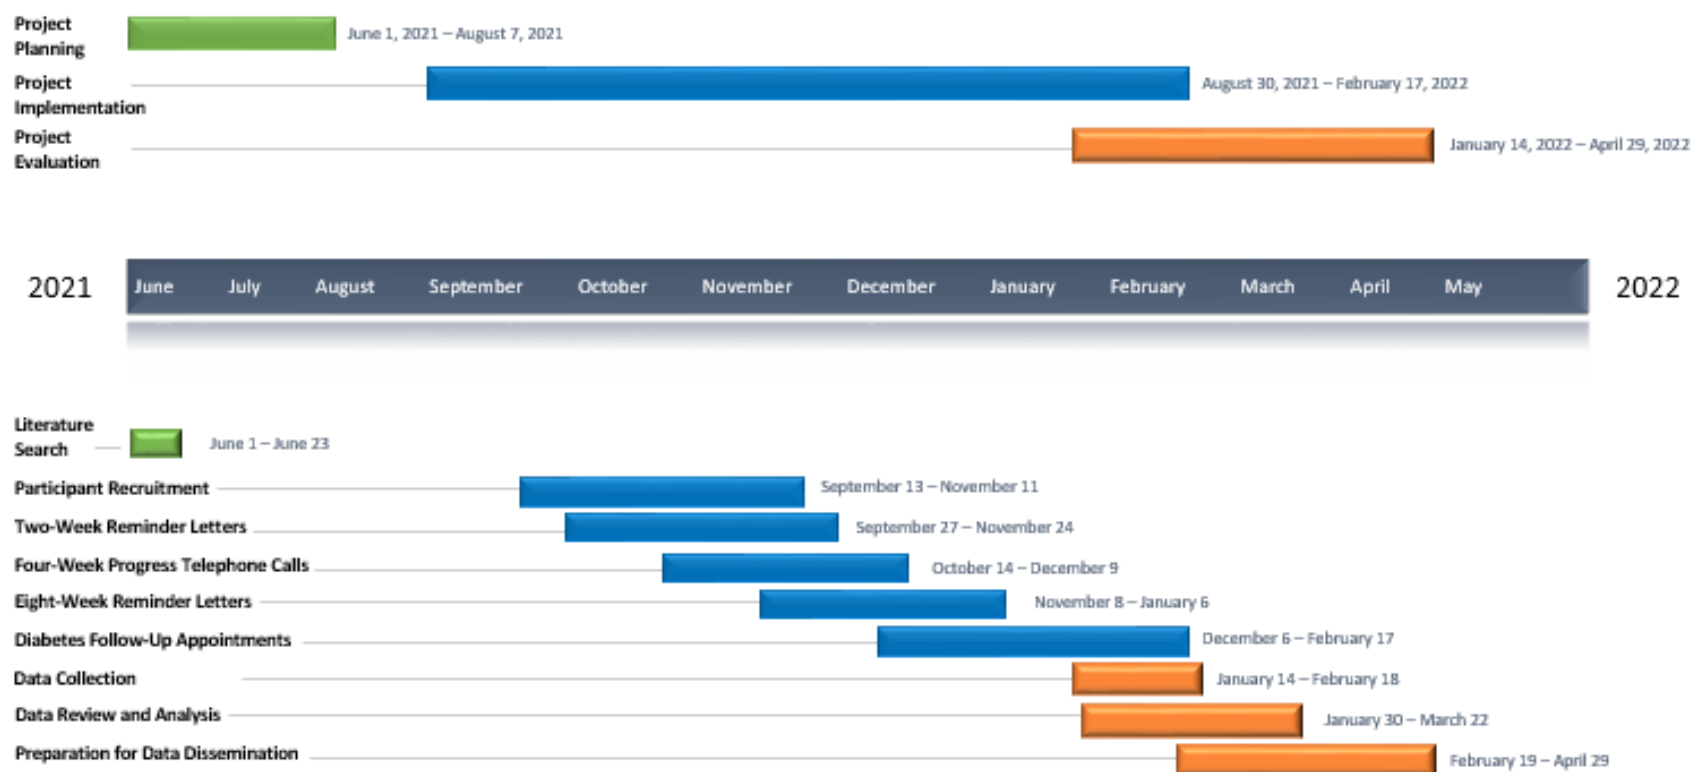 Project
Planning
June 1, 2021 – August 7, 2021
Project
Implementation
August 30, 2021 – February 17, 2022
Project
Evaluation
January 14, 2022 – April 29, 2022
2021 June July August September October November December January February March April May 2022
Literature
Search
June 1 – June 23
Participant Recruitment
September 13 – November 11
Two-Week Reminder Letters
September 27 – November 24
Four-Week Progress Telephone Calls
October 14 – December 9
Eight-Week Reminder Letters
November 8 – January 6
Diabetes Follow-Up Appointments
December 6 – February 17
Data Collection
January 14 – February 18
Data Review and Analysis
January 30 – March 22
Preparation for Data Dissemination
February 19 – April 29